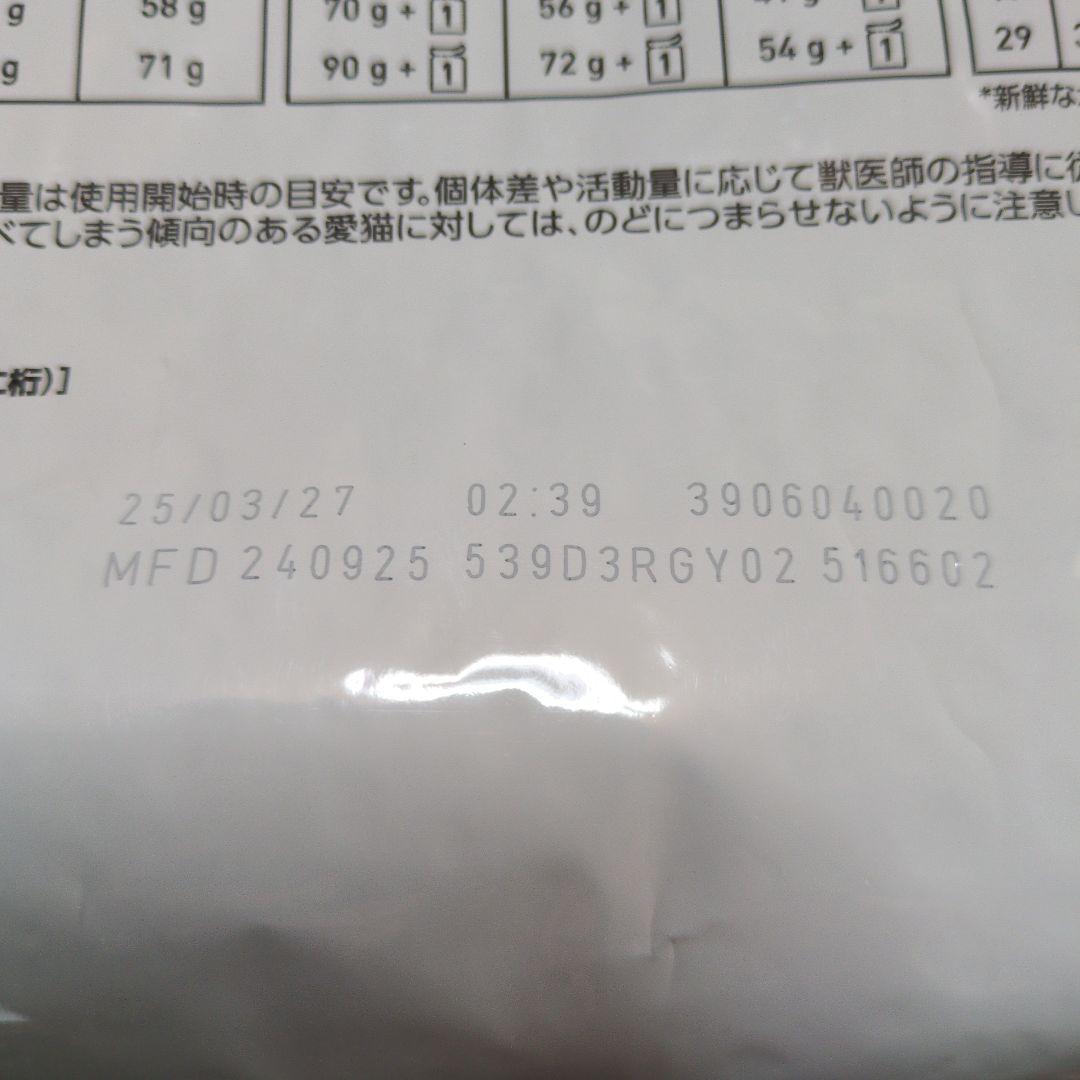 g 58 g 70 g + 1 56 g + 1
g 71 g 90 g + 1 72 g + 1 54 g + 1 29
*新鮮な
量は使用開始時の目安です。個体差や活動量に応じて獣医師の指導に従
べてしまう傾向のある愛猫に対しては、のどにつまらせないように注意し
桁)]
25/03/27 02:39 3906040020
MFD 240925 539D3RGY02 516602